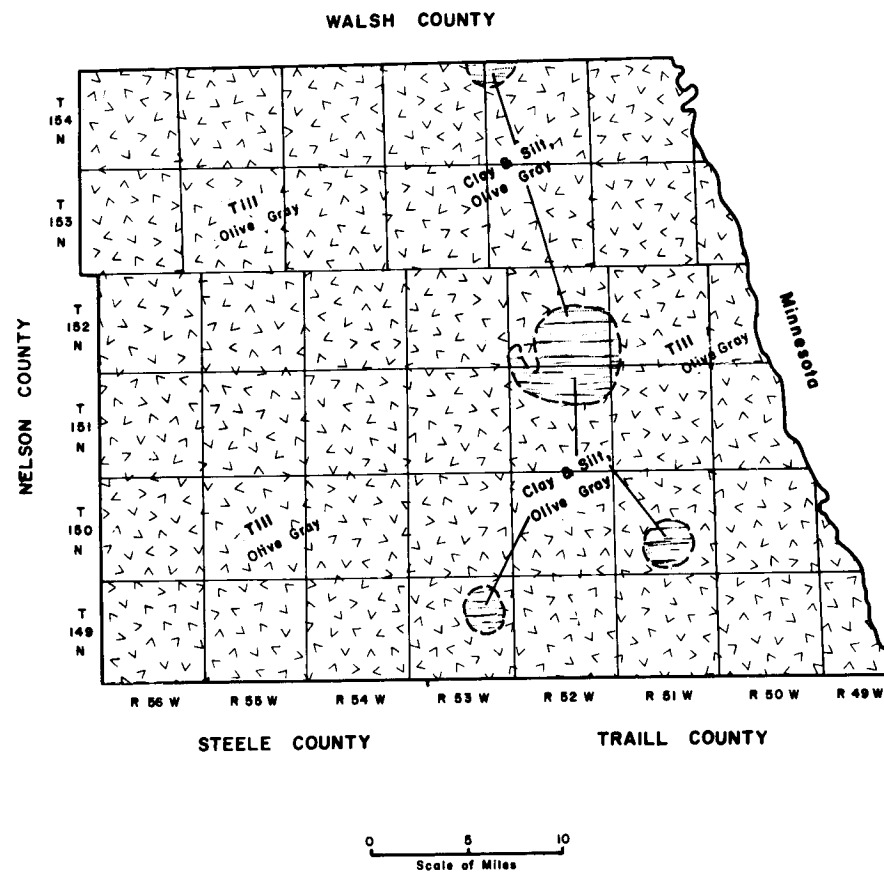 WALSH COUNTY
T
154
N
Clay & Silt,
Olive Gray
T
153
N
Till
Olive Gray
NELSON COUNTY
T
152
N
Till
Olive Gray
Minnesota
T
151
N
Clay & Silt,
Olive Gray
T
150
N
Till
Olive Gray
T
149
N
R 56 W R 55 W R 54 W R 53 W R 52 W R 51 W R 50 W R 49 W
STEELE COUNTY TRAILL COUNTY
0 5 10
Scale of Miles